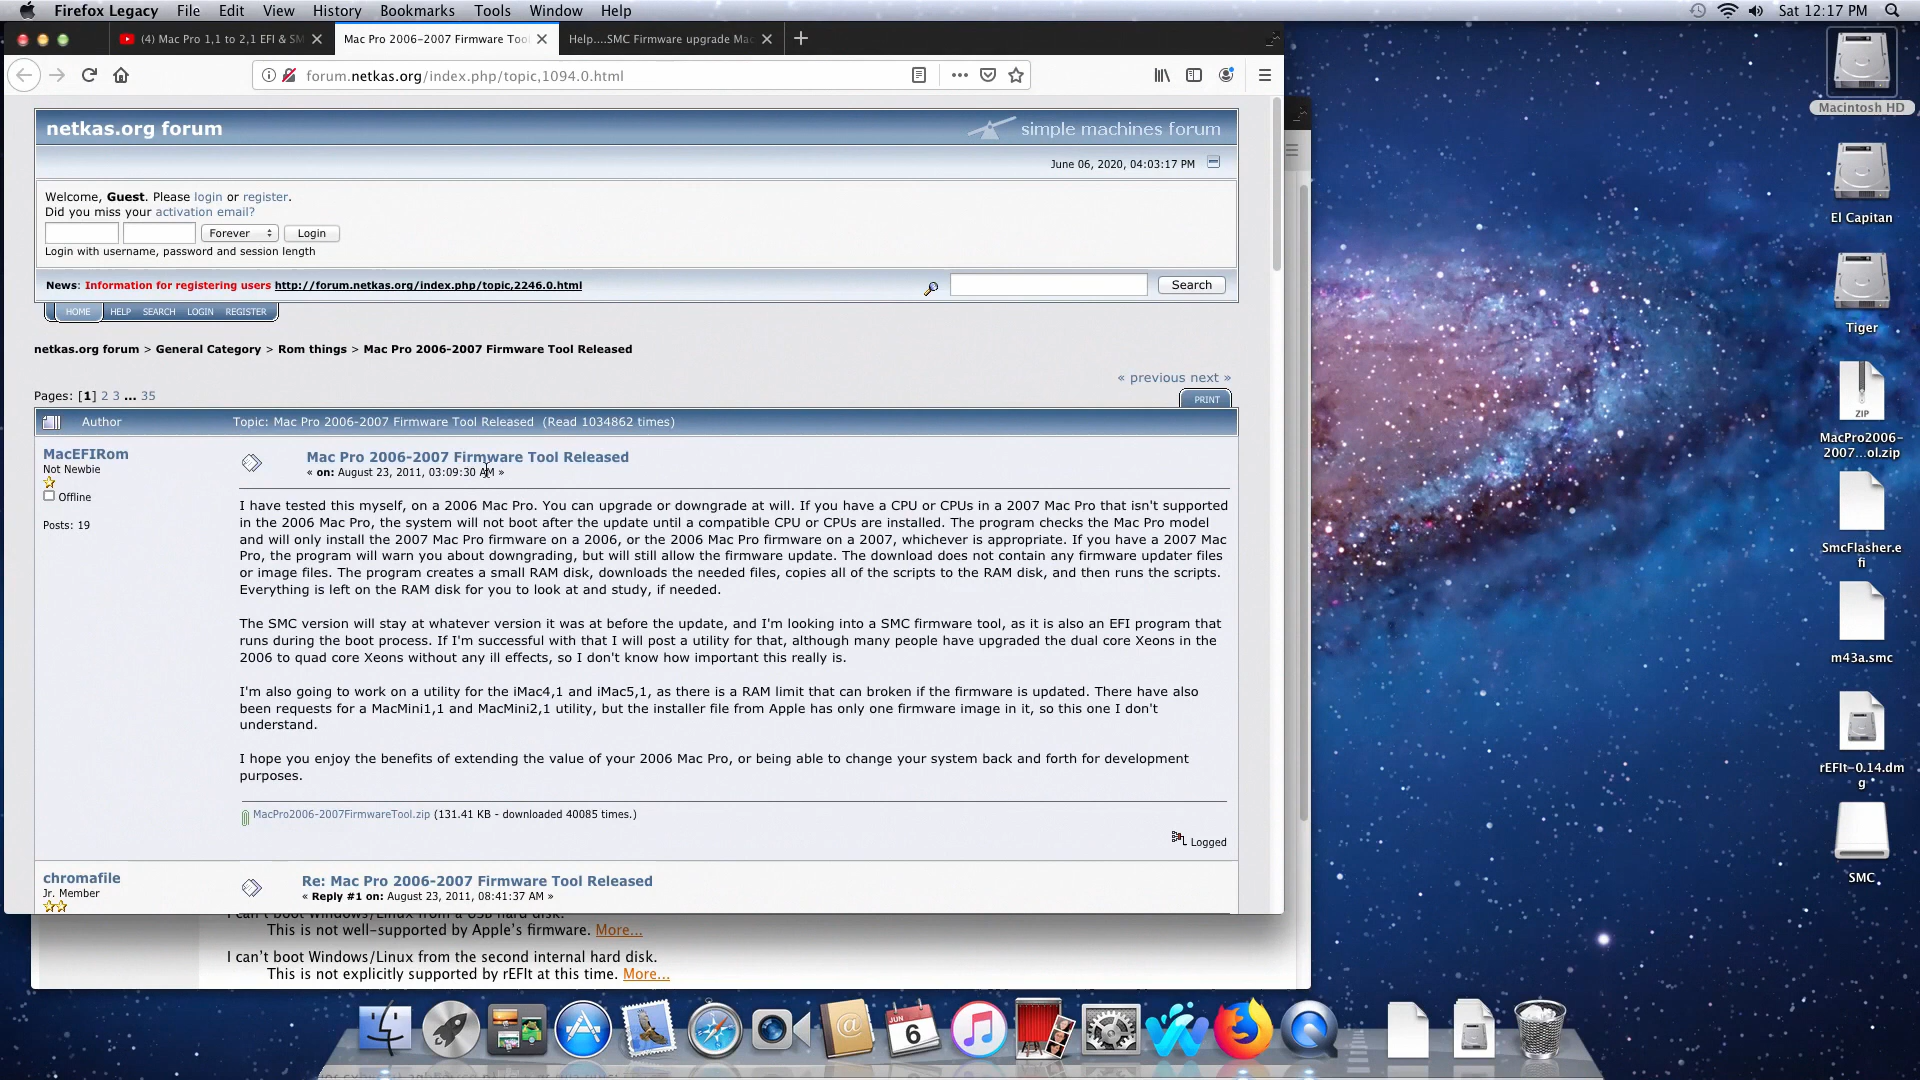 Firefox Legacy File Edit View History Bookmarks Tools Window Help Sat 12:17 PM
(4) Mac Pro 1,1 to 2,1 EFI & SM
Mac Pro 2006-2007 Firmware Too
Help....SMC Firmware upgrade Mac
forum.netkas.org/index.php/topic,1094.0.html
netkas.org forum
simple machines forum
June 06, 2020, 04:03:17 PM
Welcome, Guest. Please login or register.
Did you miss your activation email?
Forever Login
Login with username, password and session length
News: Information for registering users http://forum.netkas.org/index.php/topic,2246.0.html
Search
HOME HELP SEARCH LOGIN REGISTER
netkas.org forum > General Category > Rom things > Mac Pro 2006-2007 Firmware Tool Released
« previous next »
Pages: [1] 2 3 ... 35
PRINT
Author Topic: Mac Pro 2006-2007 Firmware Tool Released (Read 1034862 times)
MacEFIRom
Not Newbie
Offline
Posts: 19
Mac Pro 2006-2007 Firmware Tool Released
« on: August 23, 2011, 03:09:30 AM »
I have tested this myself, on a 2006 Mac Pro. You can upgrade or downgrade at will. If you have a CPU or CPUs in a 2007 Mac Pro that isn't supported
in the 2006 Mac Pro, the system will not boot after the update until a compatible CPU or CPUs are installed. The program checks the Mac Pro model
and will only install the 2007 Mac Pro firmware on a 2006, or the 2006 Mac Pro firmware on a 2007, whichever is appropriate. If you have a 2007 Mac
Pro, the program will warn you about downgrading, but will still allow the firmware update. The download does not contain any firmware updater files
or image files. The program creates a small RAM disk, downloads the needed files, copies all of the scripts to the RAM disk, and then runs the scripts.
Everything is left on the RAM disk for you to look at and study, if needed.
The SMC version will stay at whatever version it was at before the update, and I'm looking into a SMC firmware tool, as it is also an EFI program that
runs during the boot process. If I'm successful with that I will post a utility for that, although many people have upgraded the dual core Xeons in the
2006 to quad core Xeons without any ill effects, so I don't know how important this really is.
I'm also going to work on a utility for the iMac4,1 and iMac5,1, as there is a RAM limit that can broken if the firmware is updated. There have also
been requests for a MacMini1,1 and MacMini2,1 utility, but the installer file from Apple has only one firmware image in it, so this one I don't
understand.
I hope you enjoy the benefits of extending the value of your 2006 Mac Pro, or being able to change your system back and forth for development
purposes.
MacPro2006-2007FirmwareTool.zip (131.41 KB - downloaded 40085 times.)
Logged
chromafile
Jr. Member
Re: Mac Pro 2006-2007 Firmware Tool Released
« Reply #1 on: August 23, 2011, 08:41:37 AM »
I can't boot Windows/Linux from a USB hard disk.
This is not well-supported by Apple's firmware. More...
I can't boot Windows/Linux from the second internal hard disk.
This is not explicitly supported by rEFIt at this time. More...
Macintosh HD
El Capitan
Tiger
ZIP
MacPro2006-
2007...ol.zip
SmcFlasher.e
fi
m43a.smc
rEFIt-0.14.dm
g
SMC
JUN
6